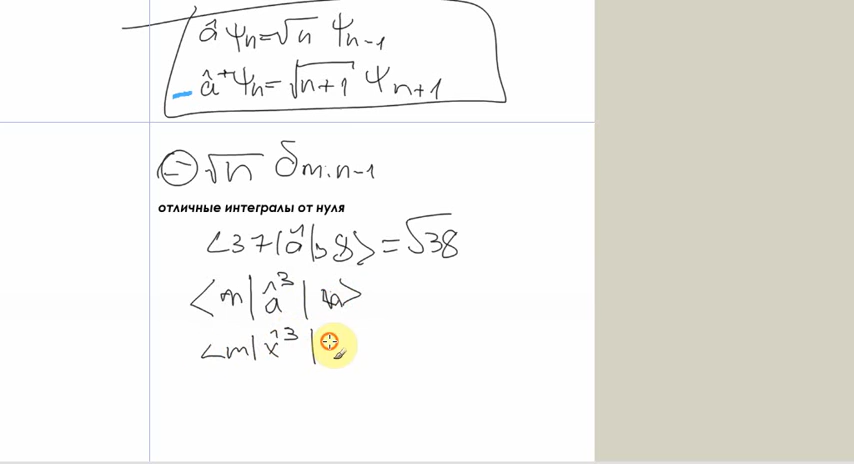 â ψn = √n ψn-1
â⁺ψn = √(n+1) ψn+1
= √n δm,n-1
отличные интегралы от нуля
<37|â|38> = √38
<m|â³|n>
<m|x̂³|